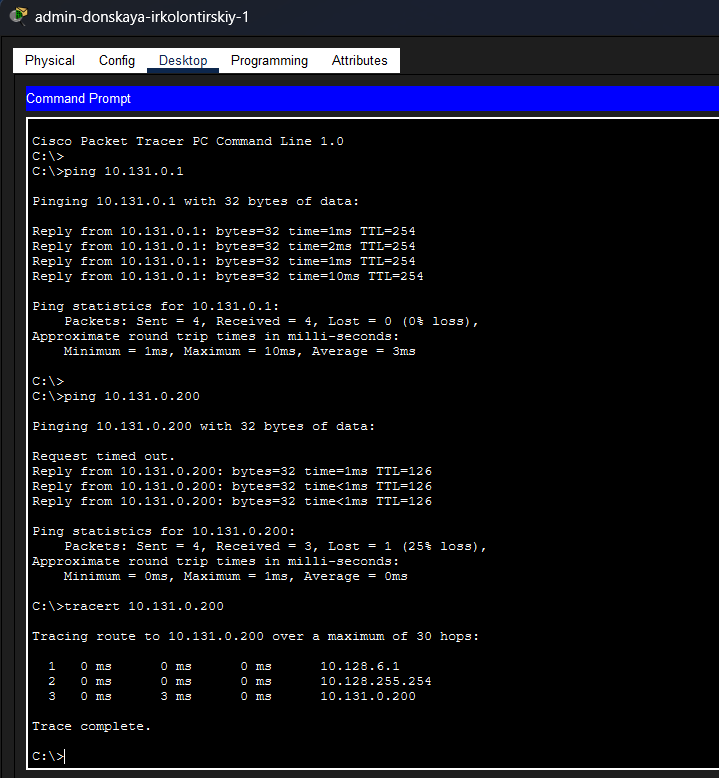 admin-donskaya-irkolontirskiy-1
Physical Config Desktop Programming Attributes
Command Prompt
Cisco Packet Tracer PC Command Line 1.0
C:\>
C:\>ping 10.131.0.1
Pinging 10.131.0.1 with 32 bytes of data:
Reply from 10.131.0.1: bytes=32 time=1ms TTL=254
Reply from 10.131.0.1: bytes=32 time=2ms TTL=254
Reply from 10.131.0.1: bytes=32 time=1ms TTL=254
Reply from 10.131.0.1: bytes=32 time=10ms TTL=254
Ping statistics for 10.131.0.1:
    Packets: Sent = 4, Received = 4, Lost = 0 (0% loss),
Approximate round trip times in milli-seconds:
    Minimum = 1ms, Maximum = 10ms, Average = 3ms
C:\>
C:\>ping 10.131.0.200
Pinging 10.131.0.200 with 32 bytes of data:
Request timed out.
Reply from 10.131.0.200: bytes=32 time=1ms TTL=126
Reply from 10.131.0.200: bytes=32 time<1ms TTL=126
Reply from 10.131.0.200: bytes=32 time<1ms TTL=126
Ping statistics for 10.131.0.200:
    Packets: Sent = 4, Received = 3, Lost = 1 (25% loss),
Approximate round trip times in milli-seconds:
    Minimum = 0ms, Maximum = 1ms, Average = 0ms
C:\>tracert 10.131.0.200
Tracing route to 10.131.0.200 over a maximum of 30 hops:
  1   0 ms      0 ms      0 ms      10.128.6.1
  2   0 ms      0 ms      0 ms      10.128.255.254
  3   0 ms      3 ms      0 ms      10.131.0.200
Trace complete.
C:\>